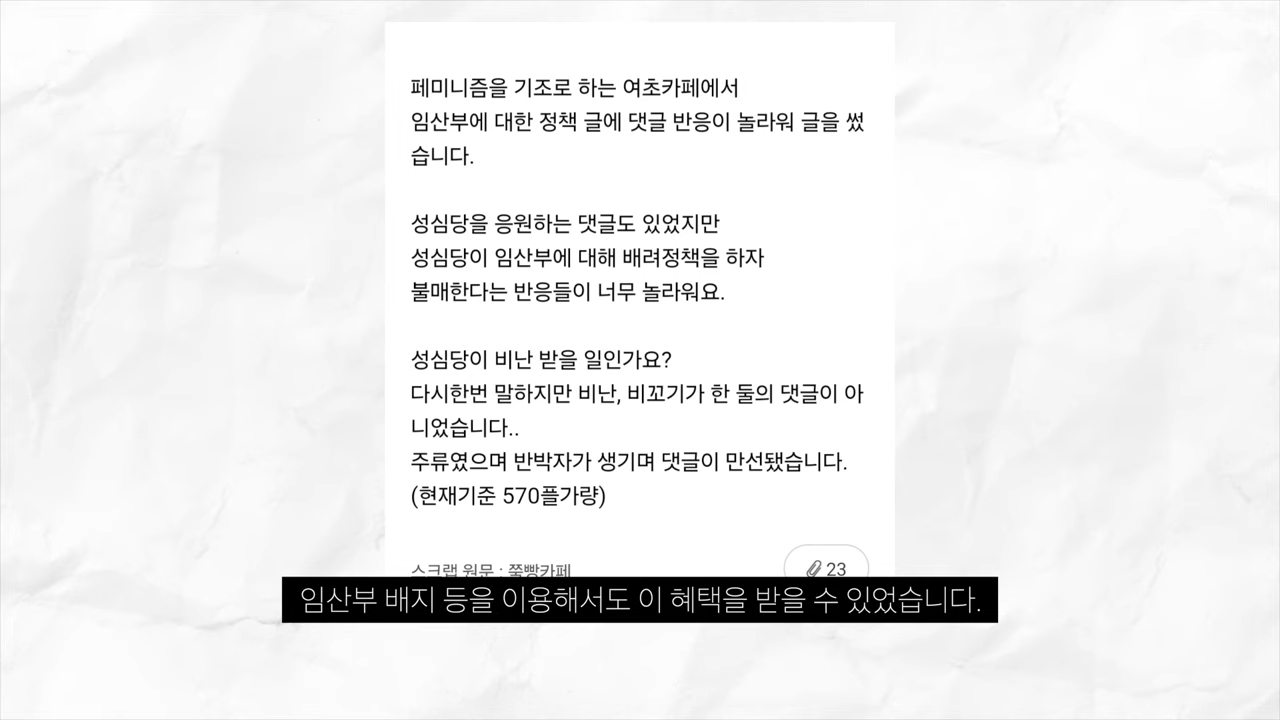 페미니즘을 기조로 하는 여초카페에서
임산부에 대한 정책 글에 댓글 반응이 놀라워 글을 썼
습니다.
성심당을 응원하는 댓글도 있었지만
성심당이 임산부에 대해 배려정책을 하자
불매한다는 반응들이 너무 놀라워요.
성심당이 비난 받을 일인가요?
다시한번 말하지만 비난, 비꼬기가 한 둘의 댓글이 아
니었습니다..
주류였으며 반박자가 생기며 댓글이 만선됐습니다.
(현재기준 570플가량)
스크랩 원문 : 쭉빵카페
23
임산부 배지 등을 이용해서도 이 혜택을 받을 수 있었습니다.